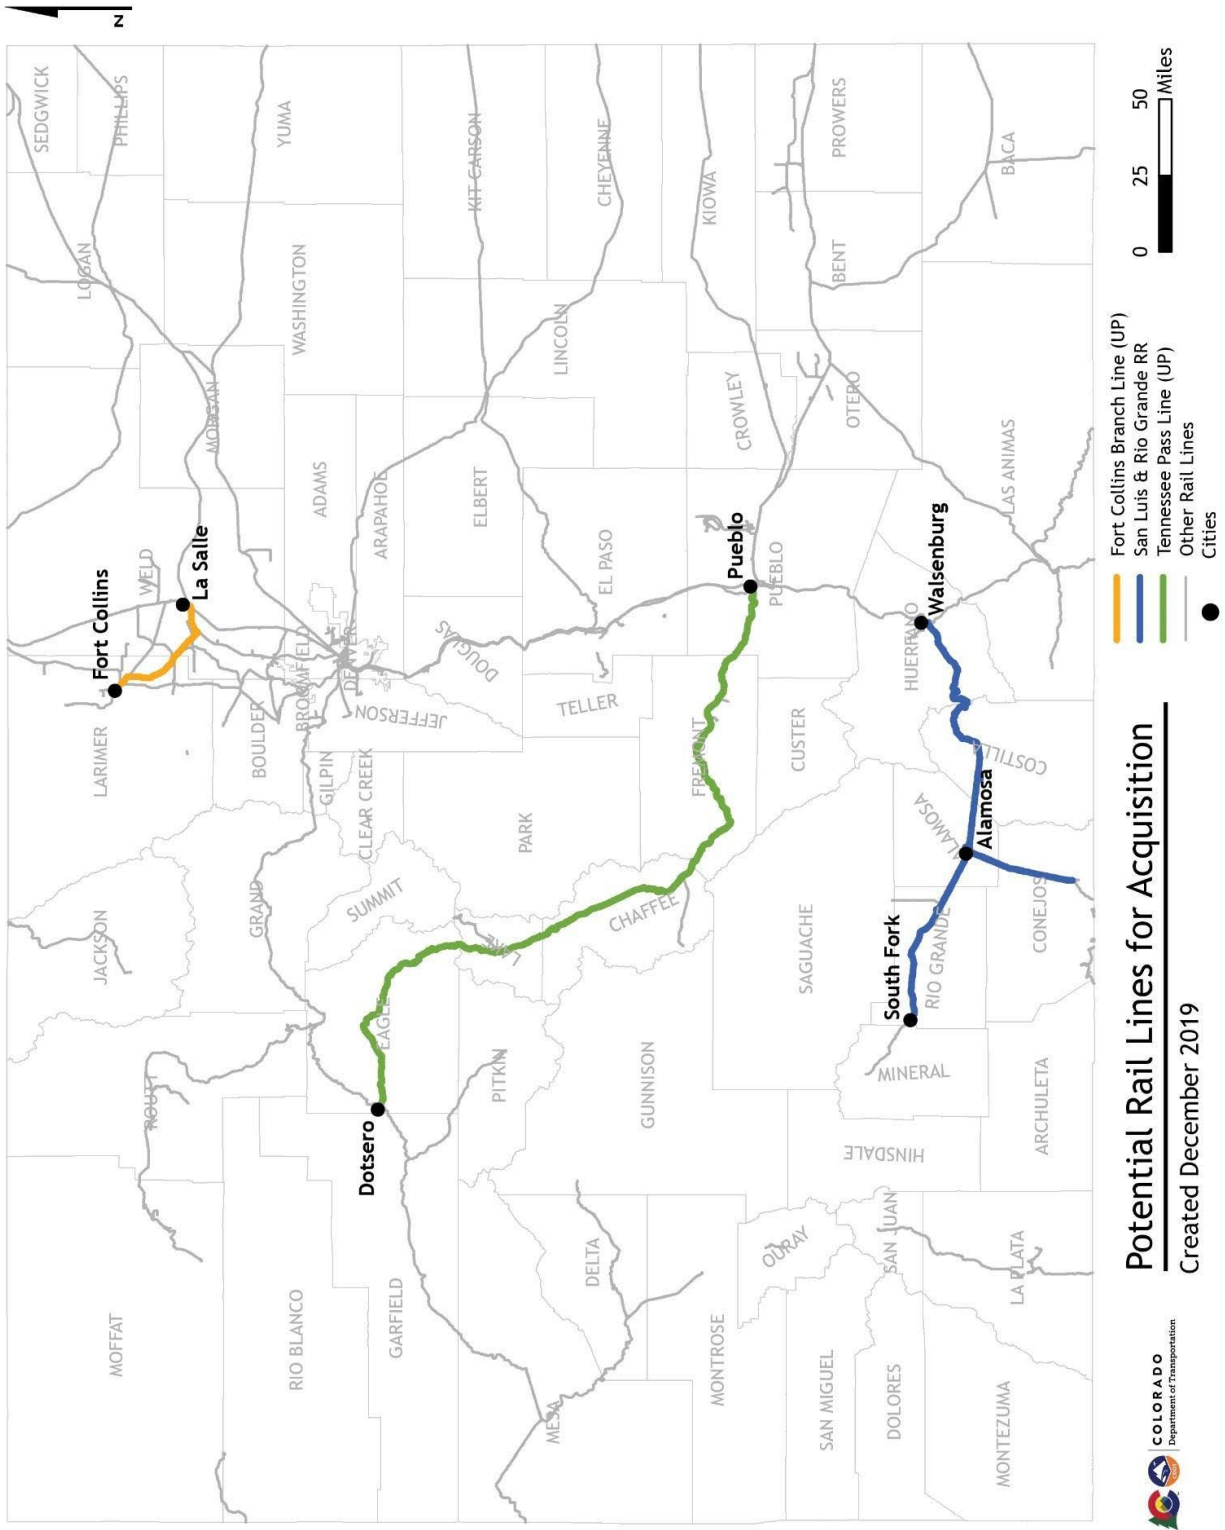 N
SEDGWICK
PHILLIPS
LOGAN
YUMA
WASHINGTON
MORGAN
WELD
Fort Collins
La Salle
LARIMER
JACKSON
ROUTT
MOFFAT
RIO BLANCO
GRAND
BOULDER
BROOMFIELD
ADAMS
ARAPAHOE
DENVER
GILPIN
CLEAR CREEK
JEFFERSON
DOUGLAS
SUMMIT
EAGLE
Dotsero
GARFIELD
PITKIN
LAKE
PARK
TELLER
ELBERT
EL PASO
LINCOLN
KIT CARSON
CHEYENNE
KIOWA
CROWLEY
Pueblo
PUEBLO
FREMONT
CUSTER
CHAFFEE
GUNNISON
DELTA
MESA
MONTROSE
OURAY
SAN MIGUEL
DOLORES
SAN JUAN
HINSDALE
SAGUACHE
MINERAL
South Fork
RIO GRANDE
ALAMOSA
Alamosa
COSTILLA
HUERFANO
Walsenburg
OTERO
BENT
PROWERS
BACA
LAS ANIMAS
CONEJOS
ARCHULETA
LA PLATA
MONTEZUMA
COLORADO
Department of Transportation
Potential Rail Lines for Acquisition
Created December 2019
Fort Collins Branch Line (UP)
San Luis & Rio Grande RR
Tennessee Pass Line (UP)
Other Rail Lines
Cities
0 25 50
Miles